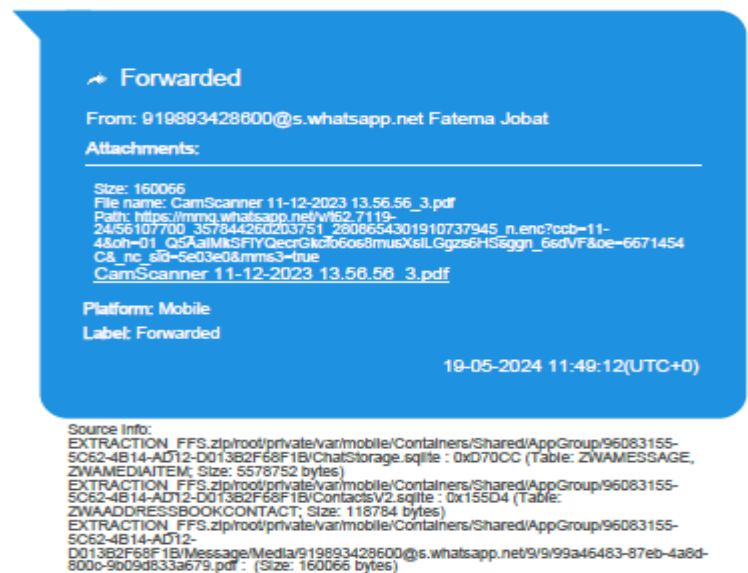 Forwarded
From: 919893428600@s.whatsapp.net Fatema Jobat
Attachments:
Size: 160066
File name: CamScanner 11-12-2023 13.56.56_3.pdf
Path: https://mmg.whatsapp.net/v/t62.7119-
24/56107700_357844260203751_2808654301910737945_n.enc?ccb=11-
4&oh=01_Q5AaIMkSFlYQecrGkcTb6os8musXslLGgzs6HSsggn_6sdVF&oe=6671454
C&_nc_sid=5e03e0&mms3=true
CamScanner 11-12-2023 13.56.56_3.pdf
Platform: Mobile
Label: Forwarded
19-05-2024 11:49:12(UTC+0)
Source Info:
EXTRACTION_FFS.zip/root/private/var/mobile/Containers/Shared/AppGroup/96083155-
5C62-4B14-AD12-D013B2F68F1B/ChatStorage.sqlite : 0xD70CC (Table: ZWAMESSAGE,
ZWAMEDIAITEM; Size: 5578752 bytes)
EXTRACTION_FFS.zip/root/private/var/mobile/Containers/Shared/AppGroup/96083155-
5C62-4B14-AD12-D013B2F68F1B/ContactsV2.sqlite : 0x155D4 (Table:
ZWAADDRESSBOOKCONTACT; Size: 118784 bytes)
EXTRACTION_FFS.zip/root/private/var/mobile/Containers/Shared/AppGroup/96083155-
5C62-4B14-AD12-
D013B2F68F1B/Message/Media/919893428600@s.whatsapp.net/9/9/99a46483-87eb-4a8d-
800c-9b09d833a679.pdf : (Size: 160066 bytes)